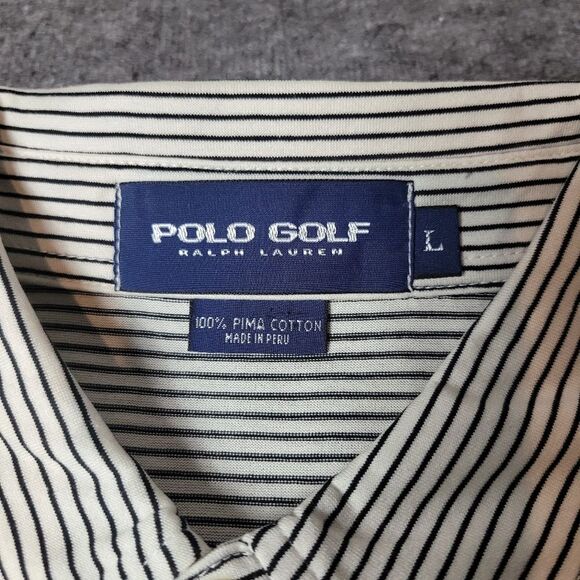 POLO GOLF
RALPH LAUREN
L
100% PIMA COTTON
MADE IN PERU